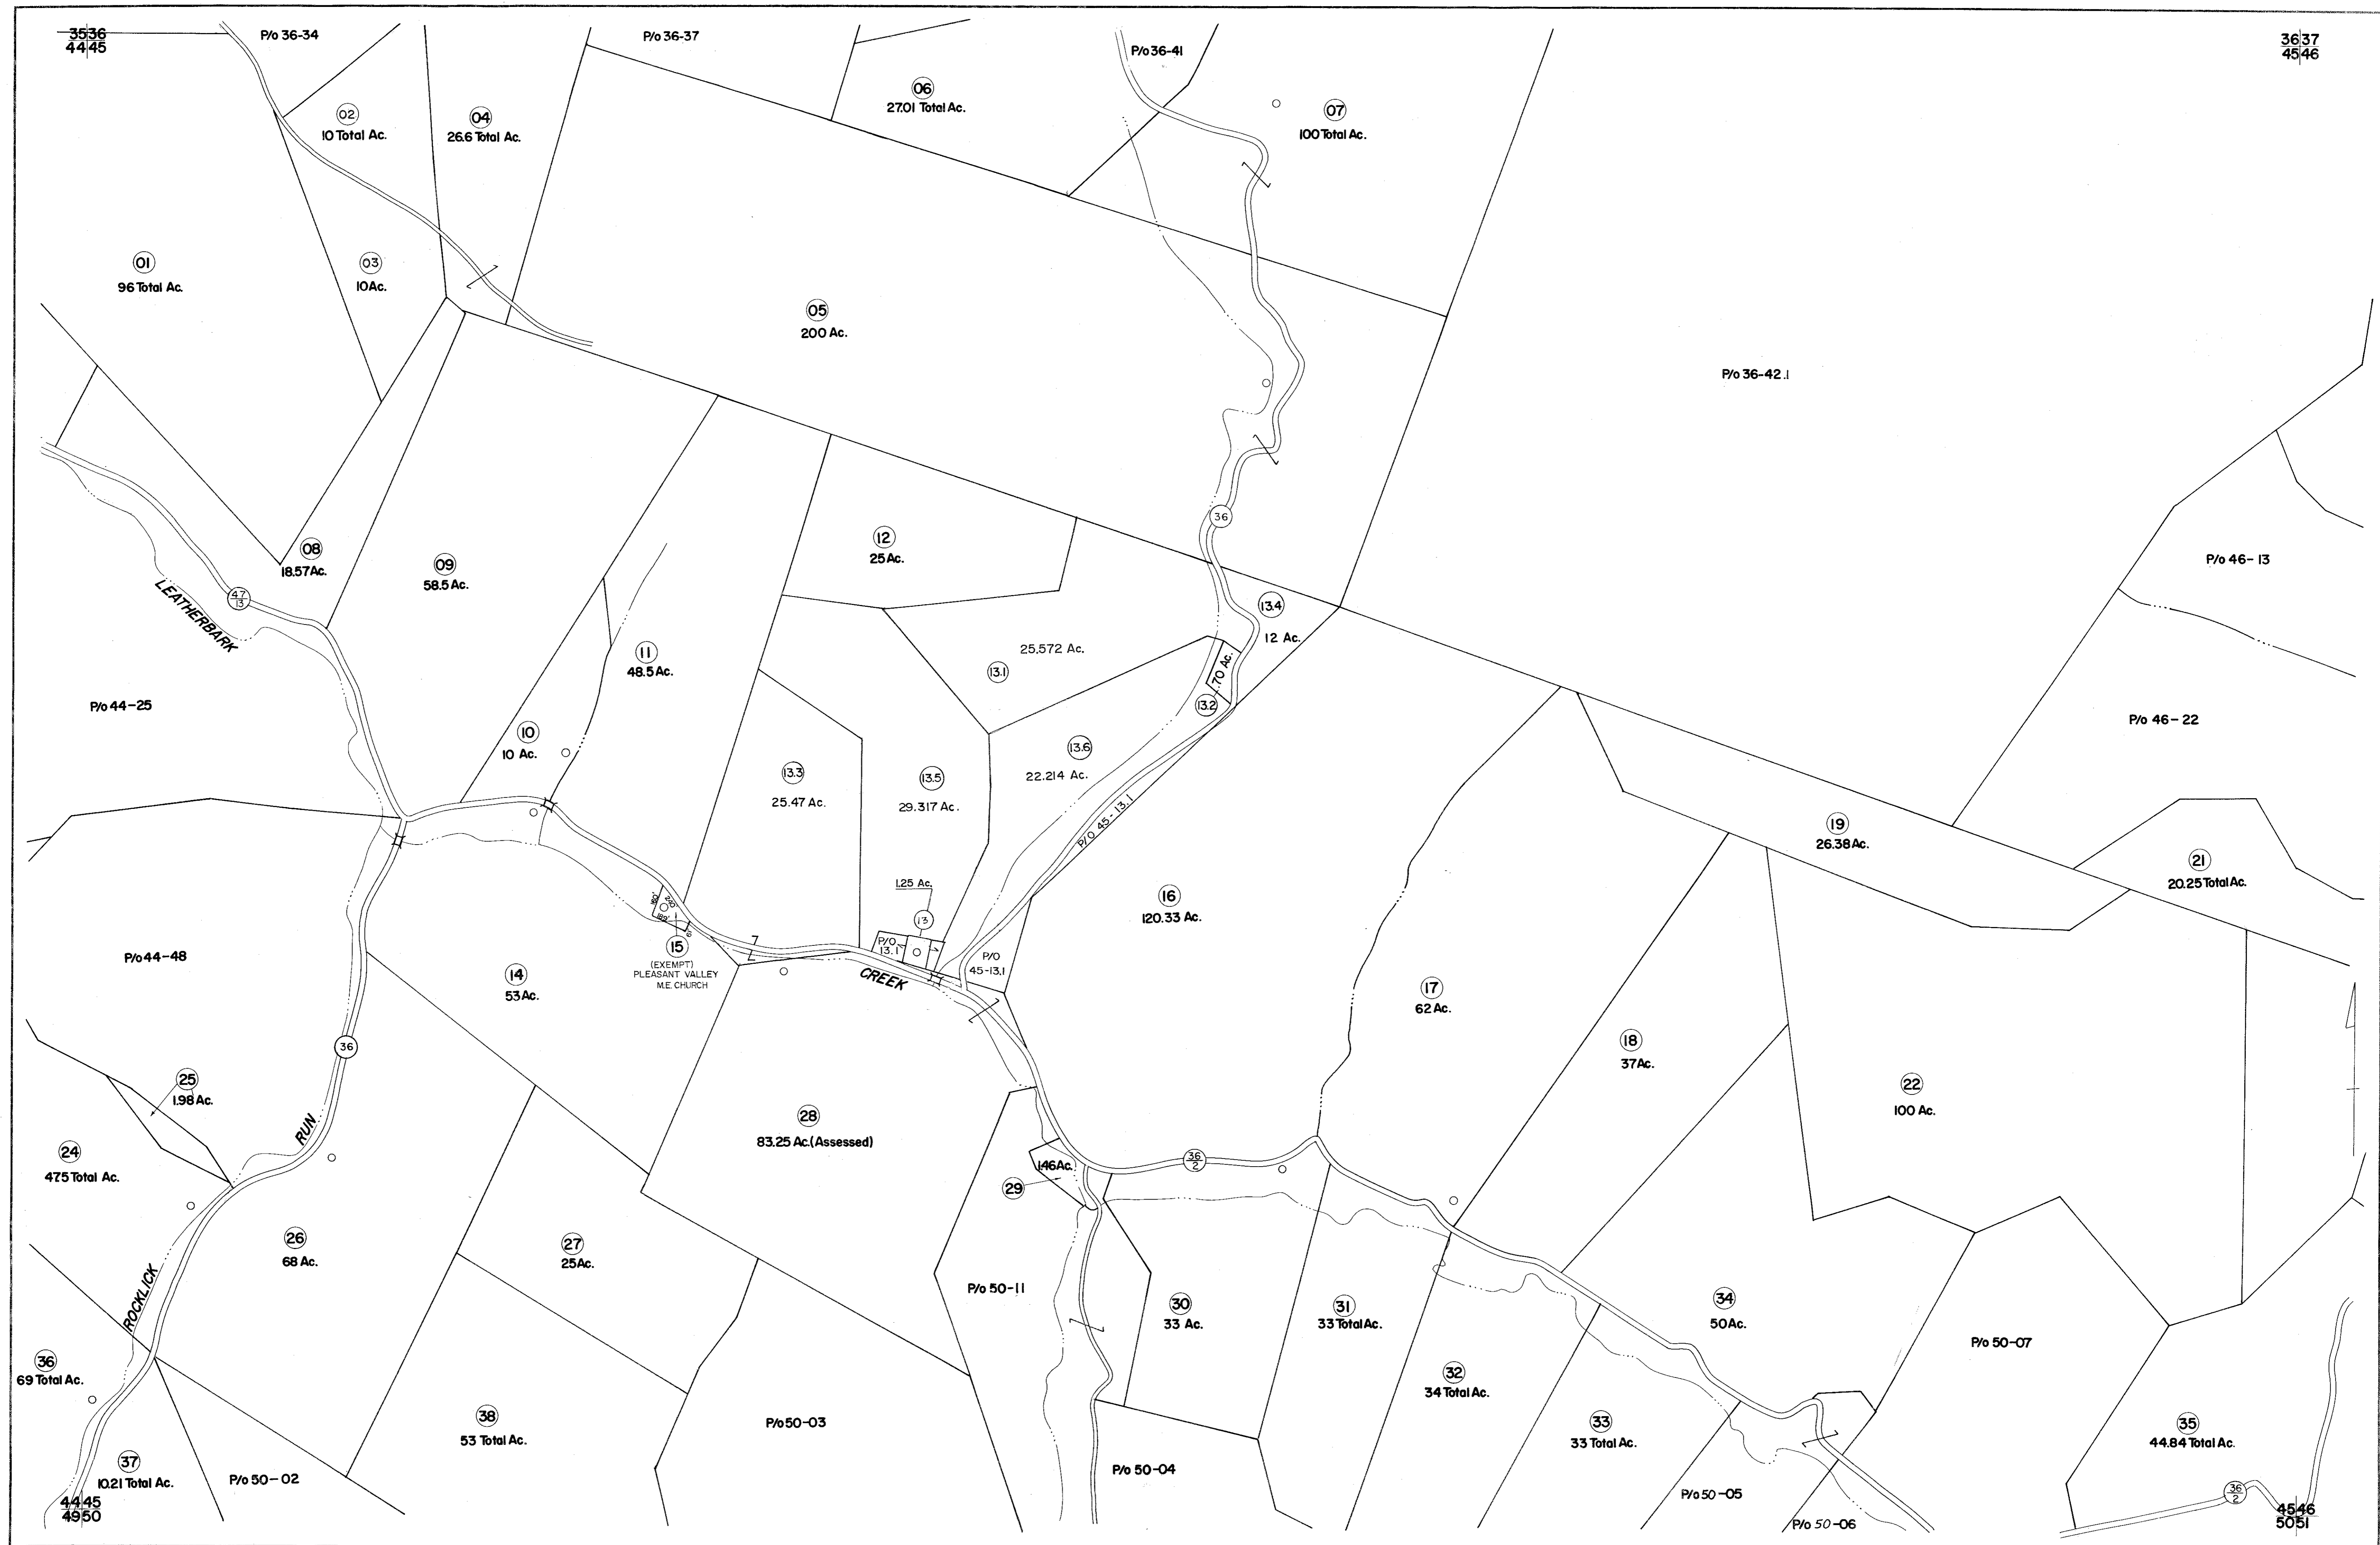 3536
4445
P/o 36-34
P/o 36-37
P/o 36-41
3637
4546
02
10 Total Ac.
04
26.6 Total Ac.
06
27.01 Total Ac.
07
100 Total Ac.
01
96 Total Ac.
03
10 Ac.
05
200 Ac.
P/o 36-42.1
36
08
18.57 Ac.
09
58.5 Ac.
12
25 Ac.
P/o 46-13
47
13
LEATHERBARK
13.4
12 Ac.
11
48.5 Ac.
25.572 Ac.
13.1
.70 Ac.
13.2
P/o 44-25
P/o 46-22
10
10 Ac.
13.3
25.47 Ac.
13.5
29.317 Ac.
13.6
22.214 Ac.
P/O 45-13.1
19
26.38 Ac.
21
20.25 Total Ac.
1.25 Ac.
13
16
120.33 Ac.
160'
240'
189'
15
(EXEMPT)
PLEASANT VALLEY
M.E. CHURCH
P/O
13.1
P/O
45-13.1
CREEK
P/o 44-48
14
53 Ac.
17
62 Ac.
18
37 Ac.
36
25
1.98 Ac.
22
100 Ac.
RUN
28
83.25 Ac.(Assessed)
24
47.5 Total Ac.
1.46 Ac.
29
36
2
26
68 Ac.
27
25 Ac.
ROCKLICK
P/o 50-11
30
33 Ac.
31
33 Total Ac.
34
50 Ac.
P/o 50-07
36
69 Total Ac.
32
34 Total Ac.
38
53 Total Ac.
P/o 50-03
33
33 Total Ac.
35
44.84 Total Ac.
37
10.21 Total Ac.
P/o 50-02
P/o 50-04
P/o 50-05
P/o 50-06
36
2
4445
4950
4546
5051